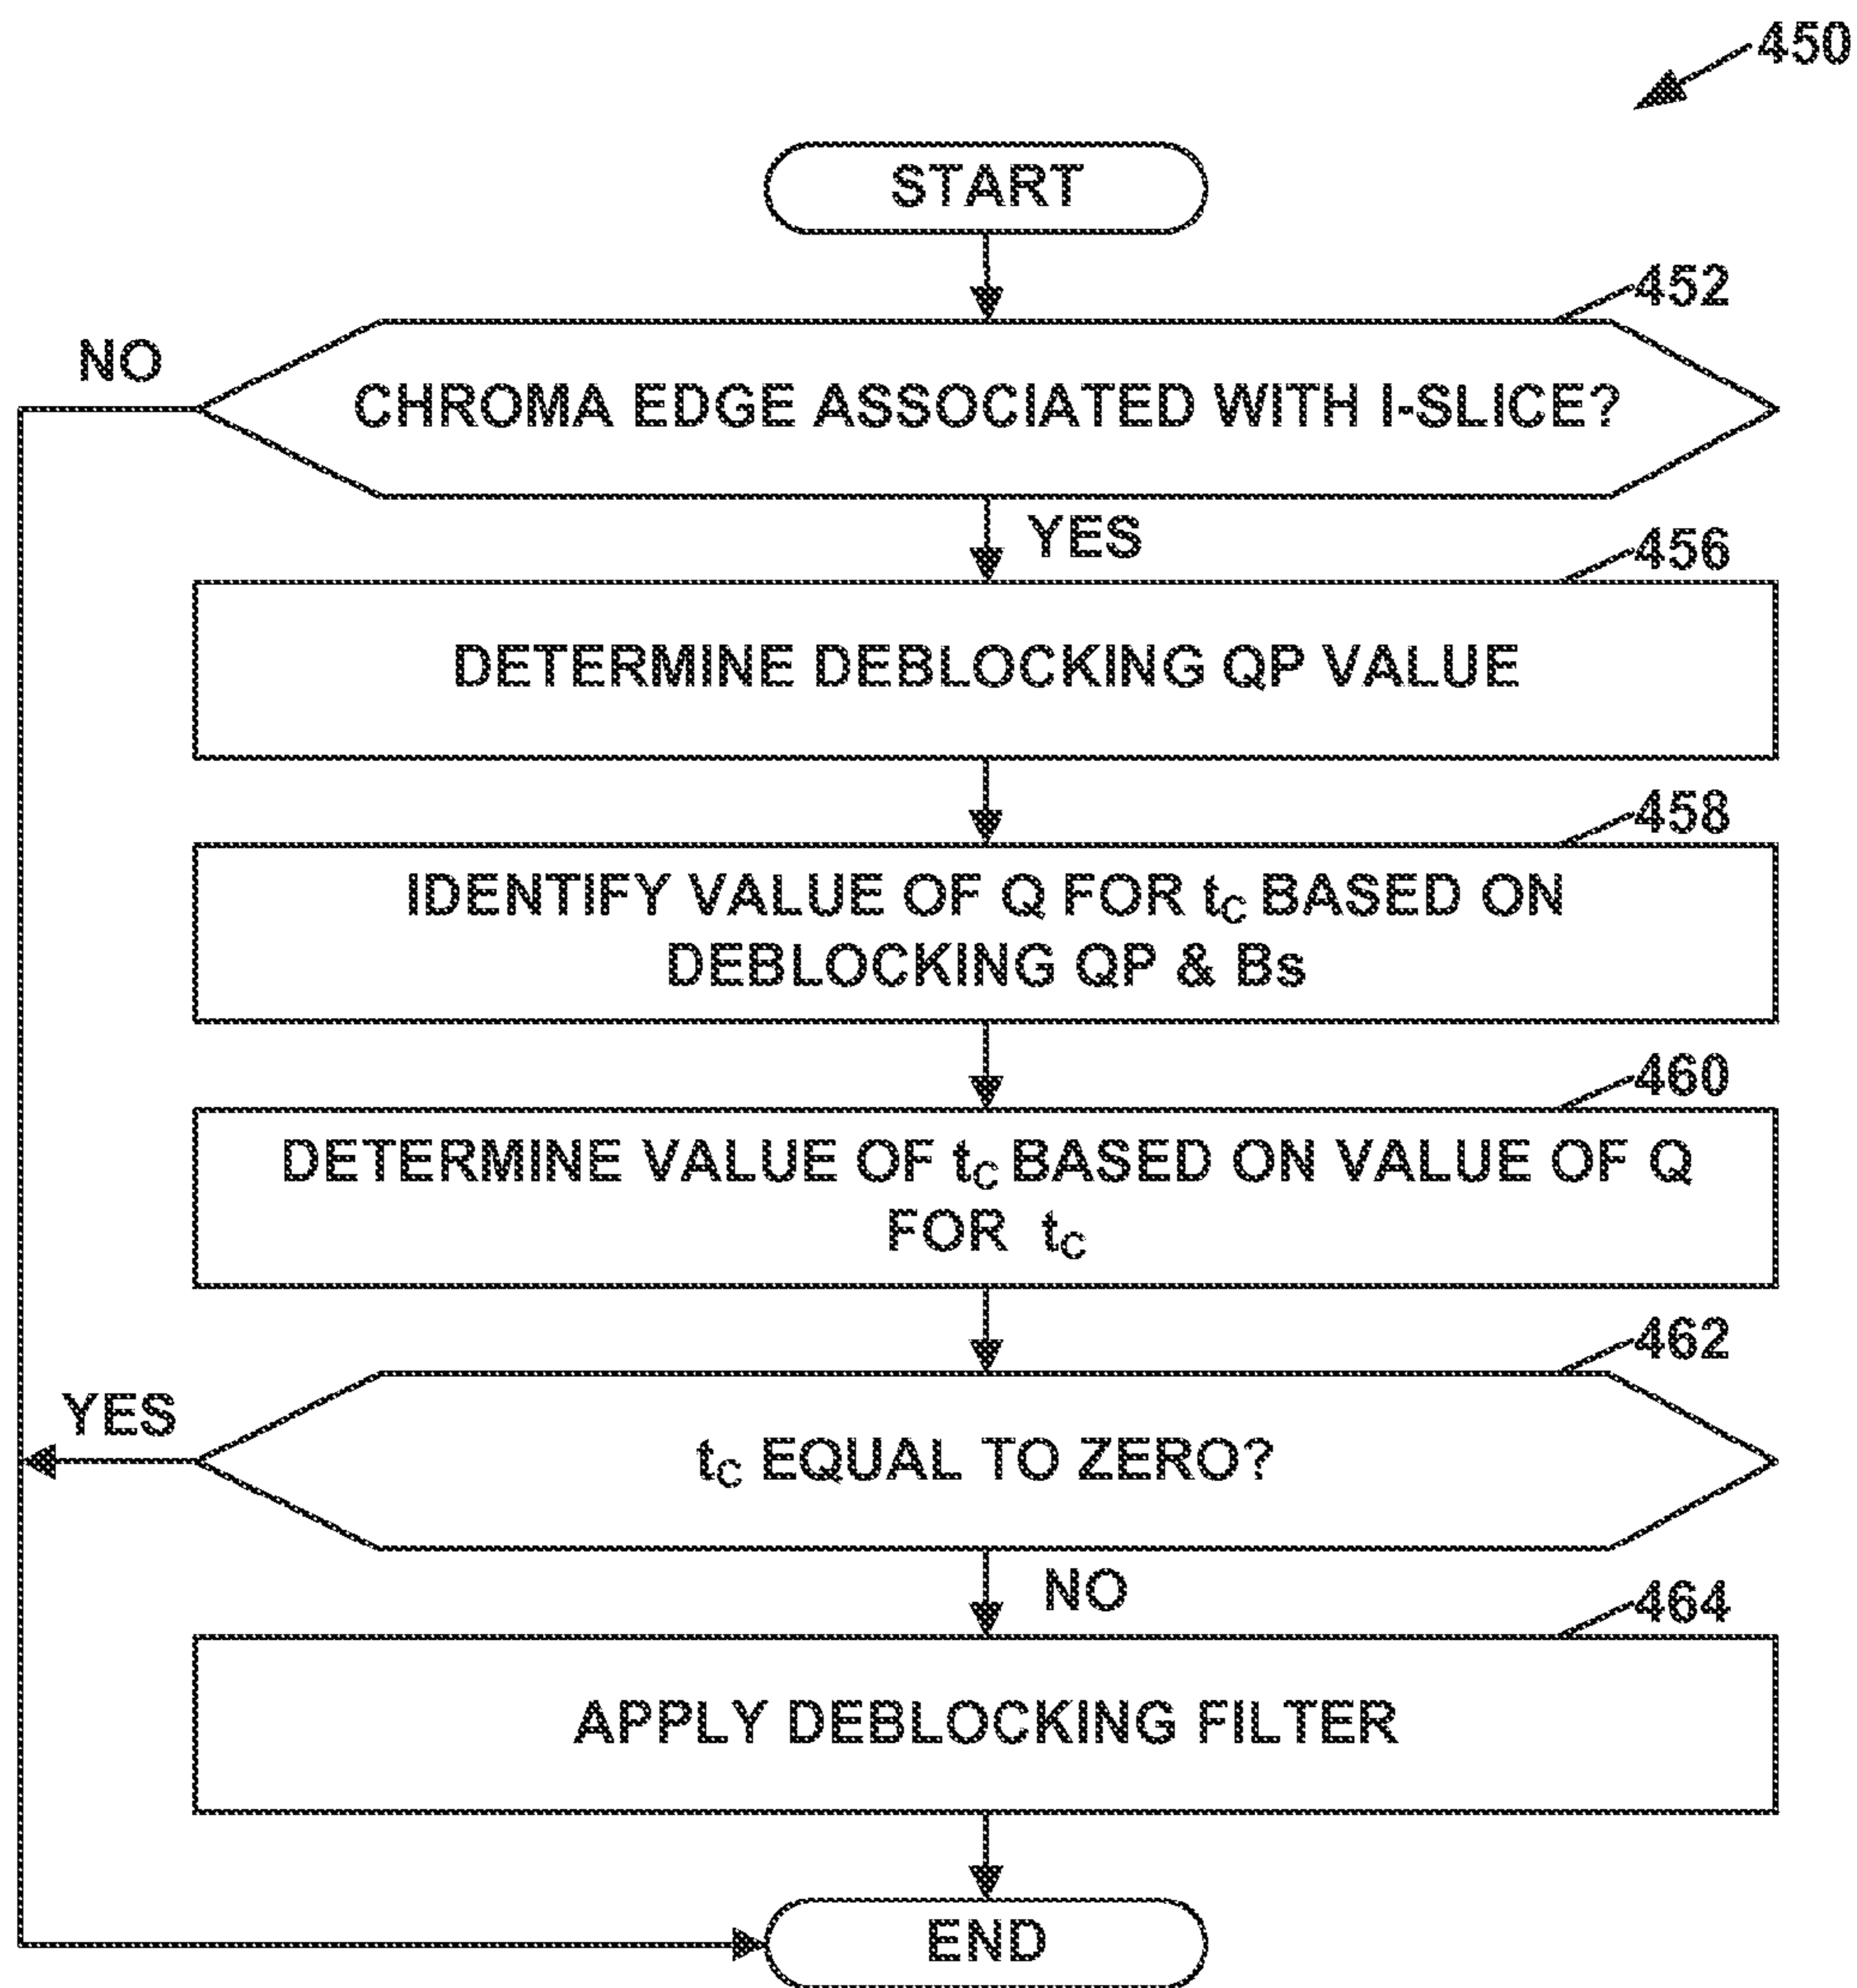 450
START
452
NO
CHROMA EDGE ASSOCIATED WITH I-SLICE?
YES
456
DETERMINE DEBLOCKING QP VALUE
458
IDENTIFY VALUE OF Q FOR tC BASED ON
DEBLOCKING QP & Bs
460
DETERMINE VALUE OF tC BASED ON VALUE OF Q
FOR tC
462
YES
tC EQUAL TO ZERO?
NO
464
APPLY DEBLOCKING FILTER
END